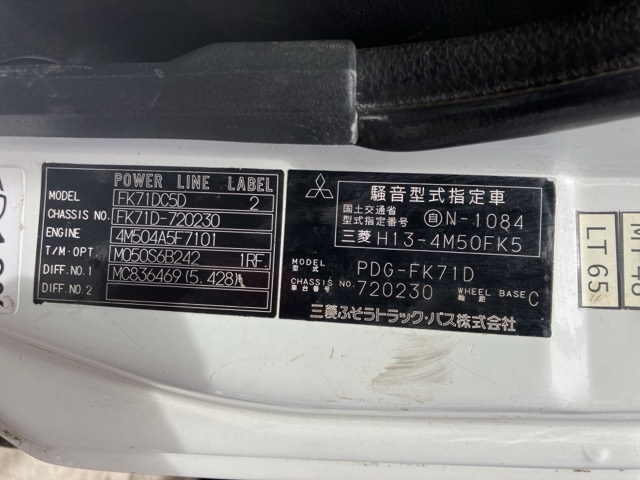 POWER LINE LABEL
MODEL FK71DC5D 2
CHASSIS NO. FK71D-720230
ENGINE 4M504A5F7101
T/M-OPT. M050S6B242 1RF.
DIFF.NO.1 MC836469(5.428)
DIFF.NO.2
騒音型式指定車
国土交通省
型式指定番号 自N-1084
三菱 H13-4M50FK5
MODEL 型式 PDG-FK71D
CHASSIS NO. 車台番号 720230 WHEEL BASE 軸距 C
三菱ふそうトラック・バス株式会社
LT 65